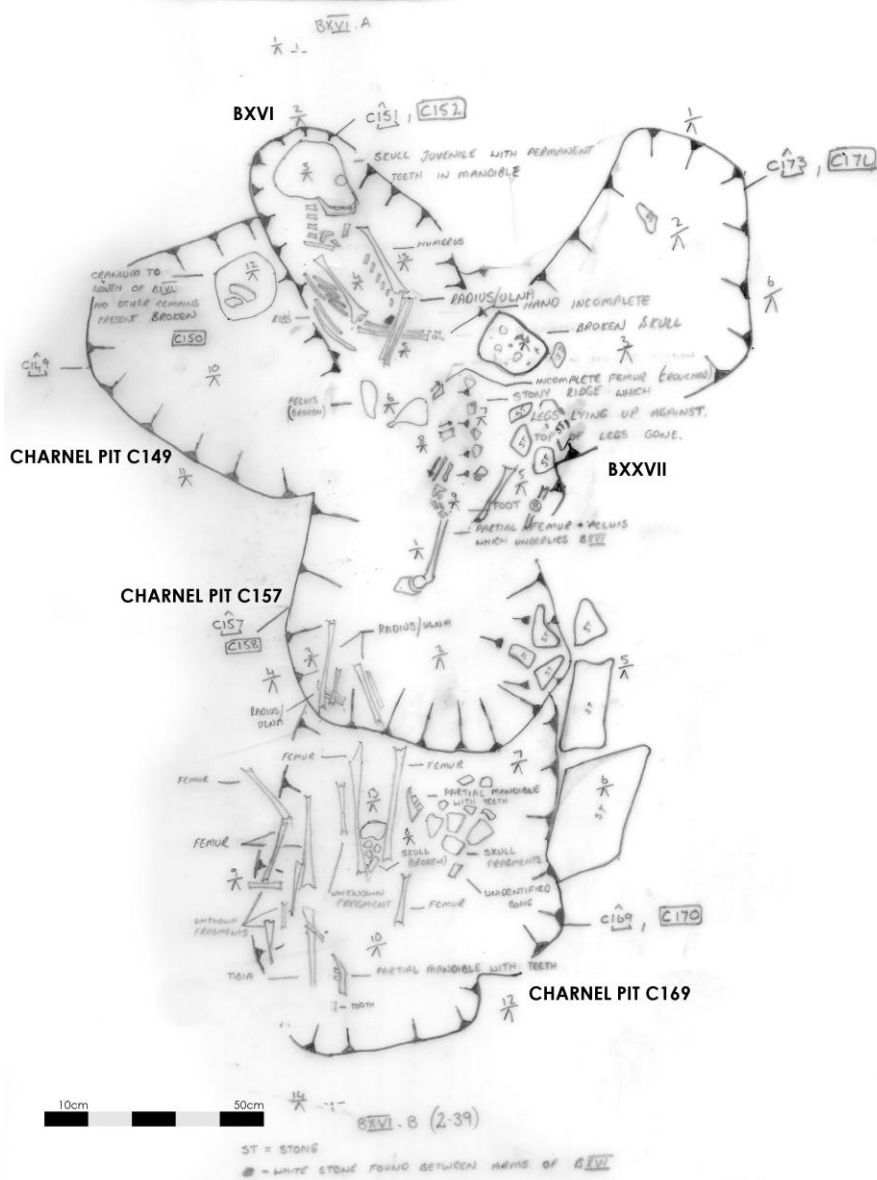 BXVI.A
BXVI
C151, C152
SKULL JUVENILE WITH PERMANENT
TEETH IN MANDIBLE
C173, C174
HUMERUS
CRANIUM TO
SOUTH OF BXVI
NO OTHER REMAINS
PRESENT BROKEN
C150
RIBS
RADIUS/ULNA
HAND INCOMPLETE
BROKEN SKULL
C149
INCOMPLETE FEMUR (CROUCHED)
STONY RIDGE WHICH
LEGS LYING UP AGAINST.
TOP OF LEGS GONE.
PELVIS
(BROKEN)
CHARNEL PIT C149
BXXVII
FOOT
PARTIAL FEMUR + PELVIS
WHICH UNDERLIES BXVI
CHARNEL PIT C157
C157
C158
RADIUS/ULNA
RADIUS/
ULNA
FEMUR
FEMUR
FEMUR
PARTIAL MANDIBLE
WITH TEETH
FEMUR
SKULL
(BROKEN)
SKULL
FRAGMENTS
UNKNOWN
FRAGMENT
FEMUR
UNIDENTIFIED
BONE
UNKNOWN
FRAGMENTS
C169, C170
TIBIA
PARTIAL MANDIBLE WITH TEETH
TOOTH
CHARNEL PIT C169
10cm 50cm
BXVI.B (2.39)
ST = STONE
= WHITE STONE FOUND BETWEEN ARMS OF BXVI